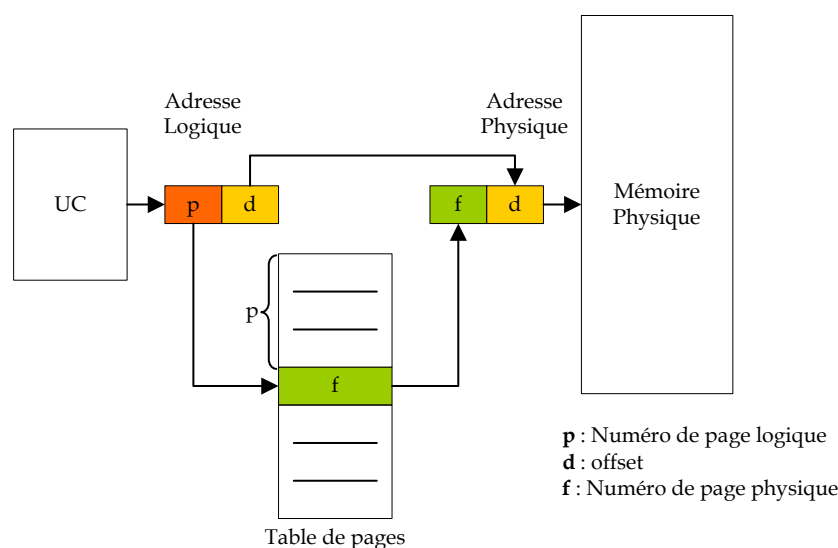 Adresse
Logique
Adresse
Physique
UC
p
d
f
d
Mémoire
Physique
p
f
p : Numéro de page logique
d : offset
f : Numéro de page physique
Table de pages